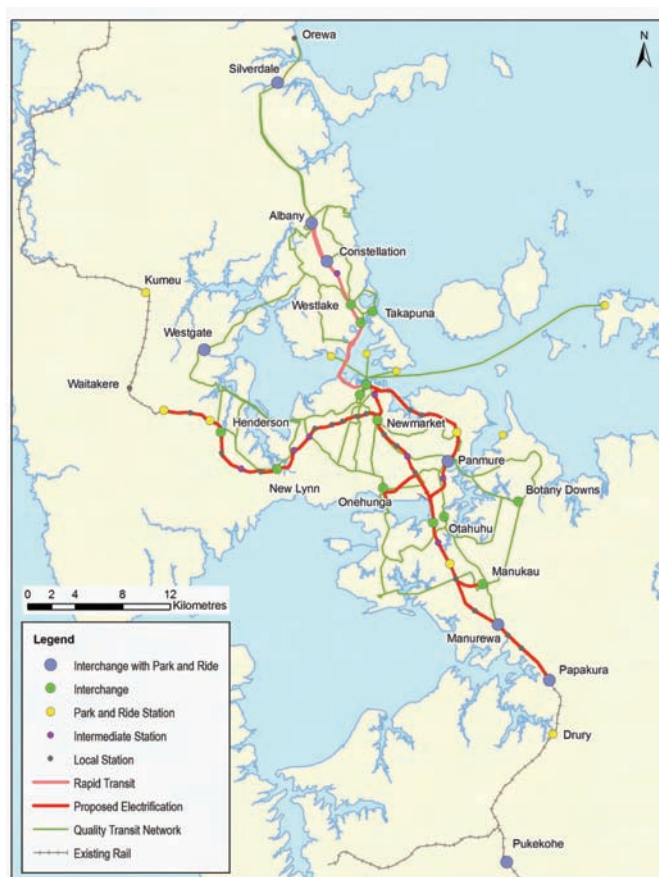 Orewa
N
Silverdale
Albany
Constellation
Kumeu
Westlake
Takapuna
Westgate
Waitakere
Henderson
Newmarket
Panmure
New Lynn
Onehunga
Botany Downs
Otahuhu
Manukau
0 2 4 8 12
Kilometres
Manurewa
Papakura
Drury
Pukekohe
Legend
Interchange with Park and Ride
Interchange
Park and Ride Station
Intermediate Station
Local Station
Rapid Transit
Proposed Electrification
Quality Transit Network
Existing Rail